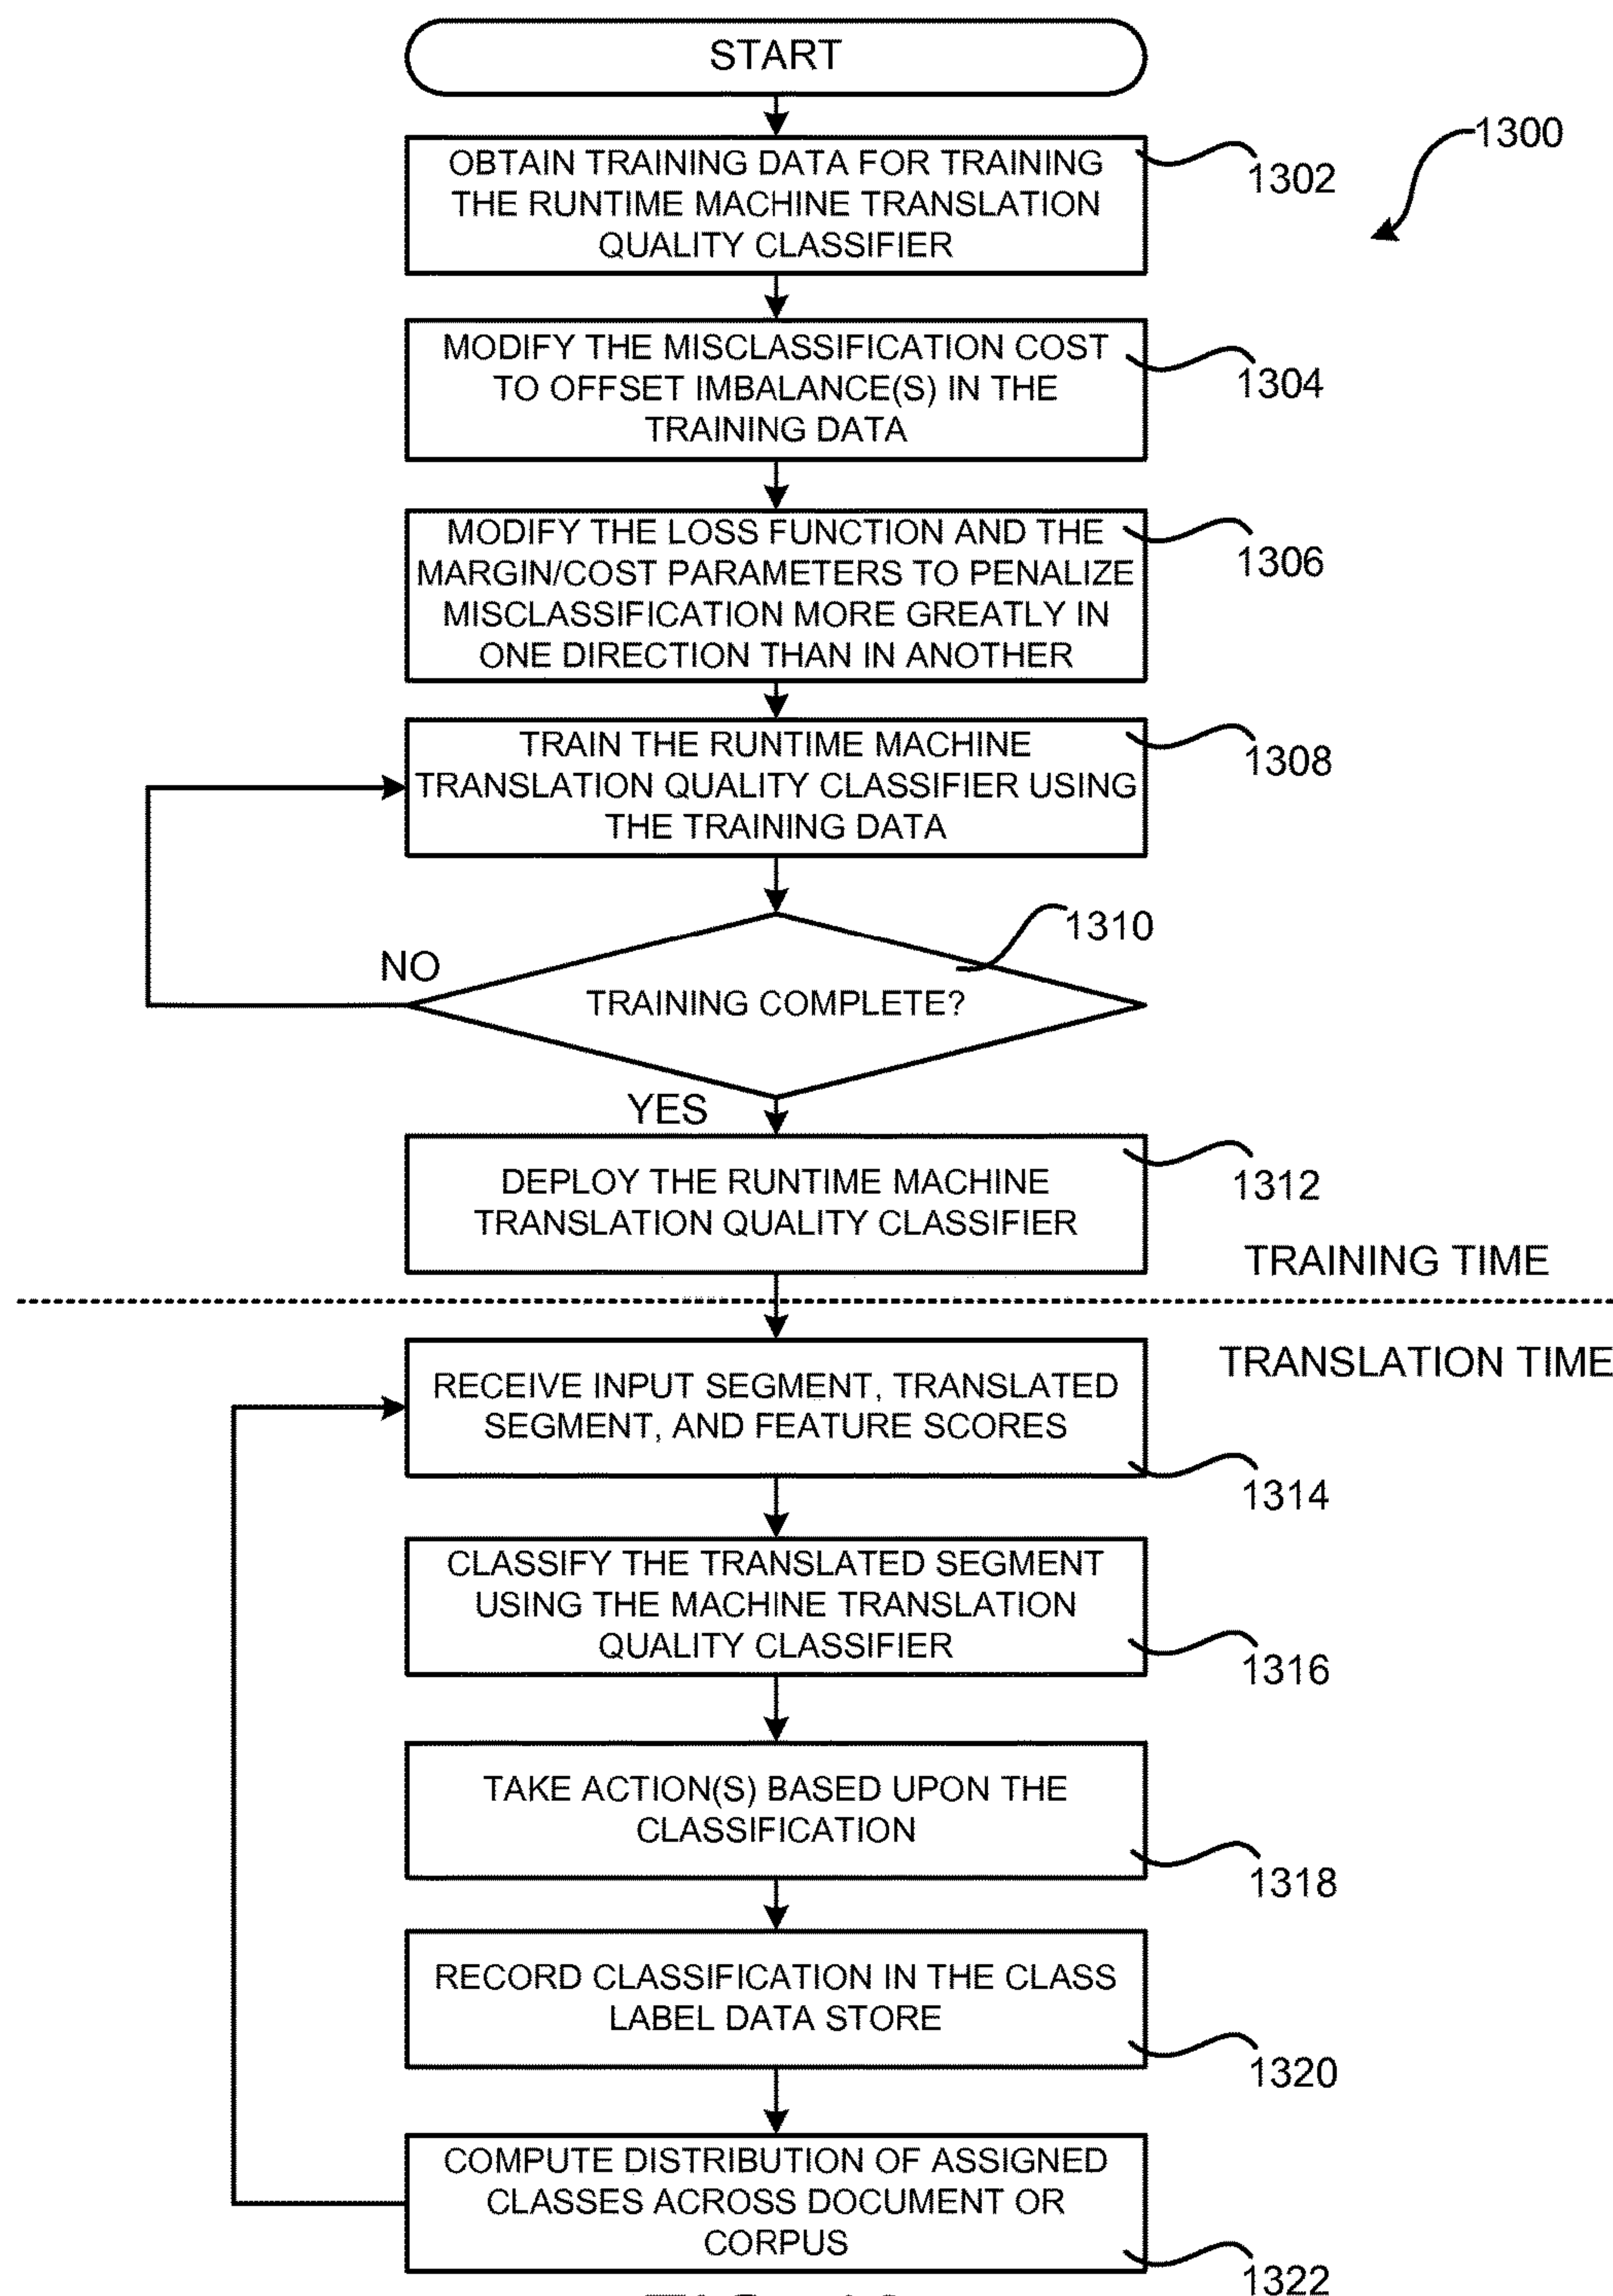 START
1300
OBTAIN TRAINING DATA FOR TRAINING
THE RUNTIME MACHINE TRANSLATION
QUALITY CLASSIFIER
1302
MODIFY THE MISCLASSIFICATION COST
TO OFFSET IMBALANCE(S) IN THE
TRAINING DATA
1304
MODIFY THE LOSS FUNCTION AND THE
MARGIN/COST PARAMETERS TO PENALIZE
MISCLASSIFICATION MORE GREATLY IN
ONE DIRECTION THAN IN ANOTHER
1306
TRAIN THE RUNTIME MACHINE
TRANSLATION QUALITY CLASSIFIER USING
THE TRAINING DATA
1308
1310
NO
TRAINING COMPLETE?
YES
DEPLOY THE RUNTIME MACHINE
TRANSLATION QUALITY CLASSIFIER
1312
TRAINING TIME
TRANSLATION TIME
RECEIVE INPUT SEGMENT, TRANSLATED
SEGMENT, AND FEATURE SCORES
1314
CLASSIFY THE TRANSLATED SEGMENT
USING THE MACHINE TRANSLATION
QUALITY CLASSIFIER
1316
TAKE ACTION(S) BASED UPON THE
CLASSIFICATION
1318
RECORD CLASSIFICATION IN THE CLASS
LABEL DATA STORE
1320
COMPUTE DISTRIBUTION OF ASSIGNED
CLASSES ACROSS DOCUMENT OR
CORPUS
1322